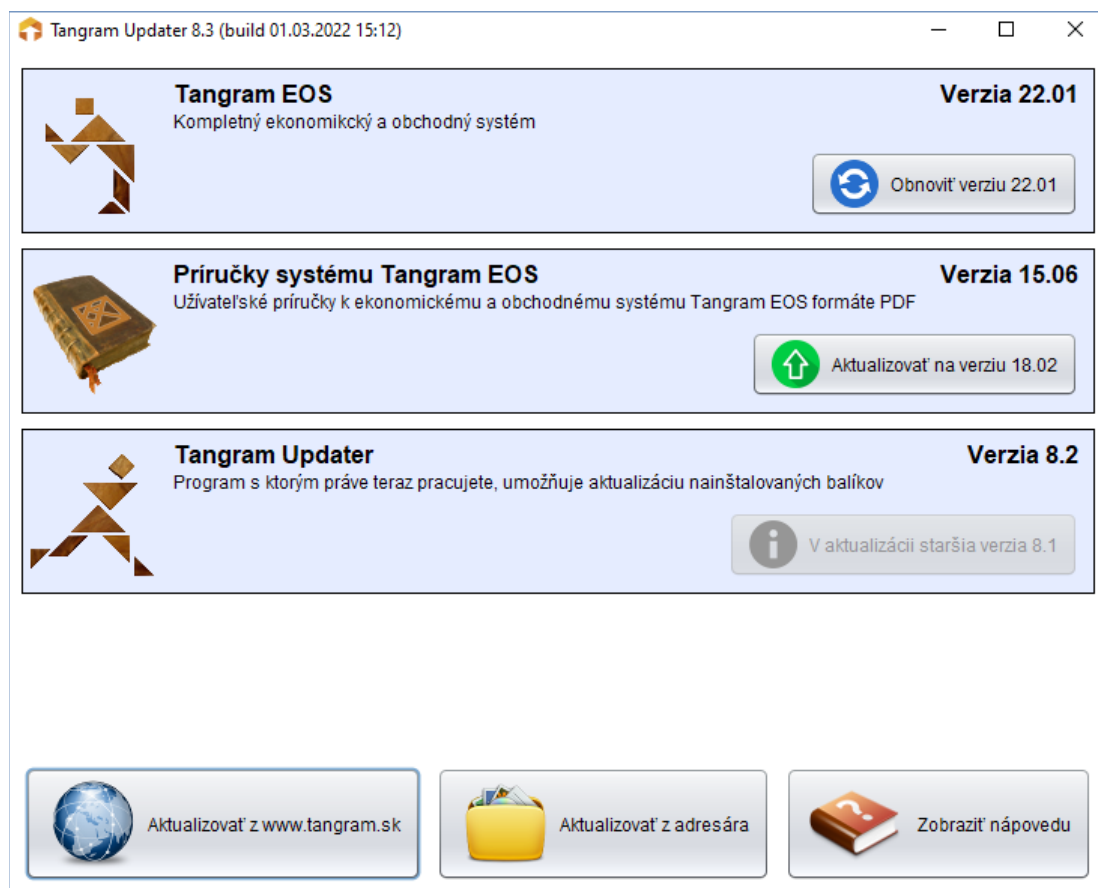 Tangram Updater 8.3 (build 01.03.2022 15:12)
Tangram EOS
Verzia 22.01
Kompletný ekonomikcký a obchodný systém
Obnoviť verziu 22.01
Príručky systému Tangram EOS
Verzia 15.06
Užívateľské príručky k ekonomickému a obchodnému systému Tangram EOS formáte PDF
Aktualizovať na verziu 18.02
Tangram Updater
Verzia 8.2
Program s ktorým práve teraz pracujete, umožňuje aktualizáciu nainštalovaných balíkov
V aktualizácii staršia verzia 8.1
Aktualizovať z www.tangram.sk
Aktualizovať z adresára
Zobraziť nápovedu